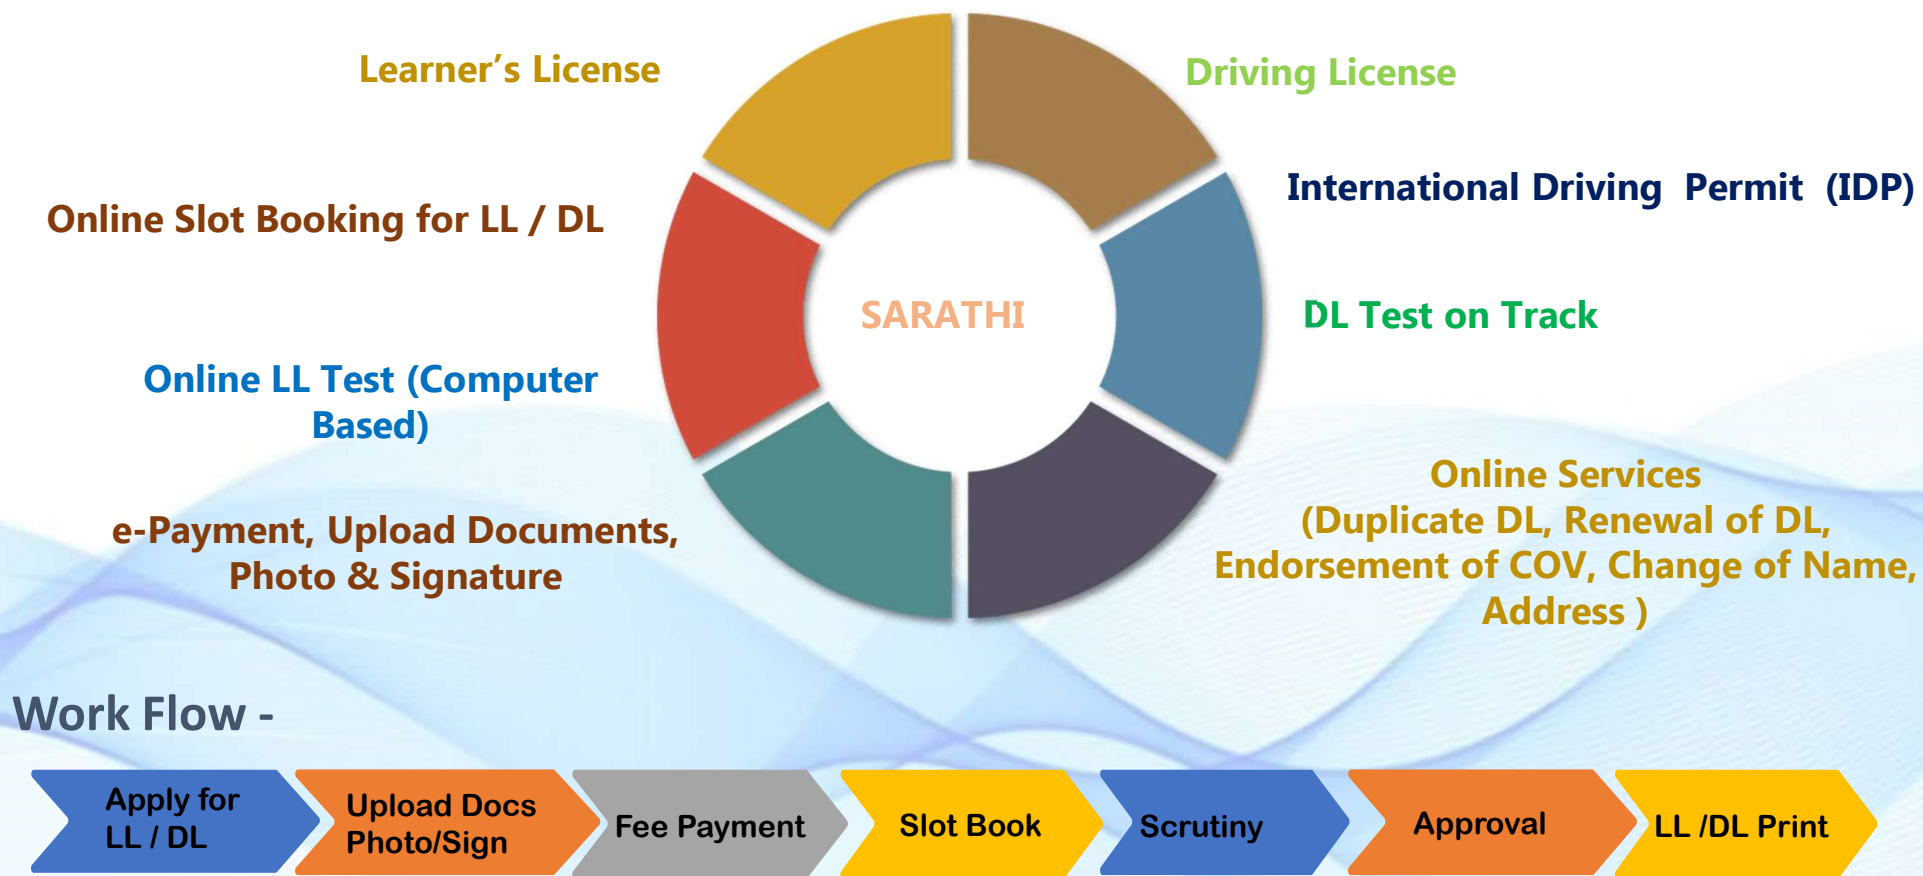 Learner’s License
Driving License
Online Slot Booking for LL / DL
International Driving Permit (IDP)
SARATHI
DL Test on Track
Online LL Test (Computer
Based)
e-Payment, Upload Documents,
Photo & Signature
Online Services
(Duplicate DL, Renewal of DL,
Endorsement of COV, Change of Name,
Address )
Work Flow -
Apply for
LL / DL
Upload Docs
Photo/Sign
Fee Payment
Slot Book
Scrutiny
Approval
LL /DL Print